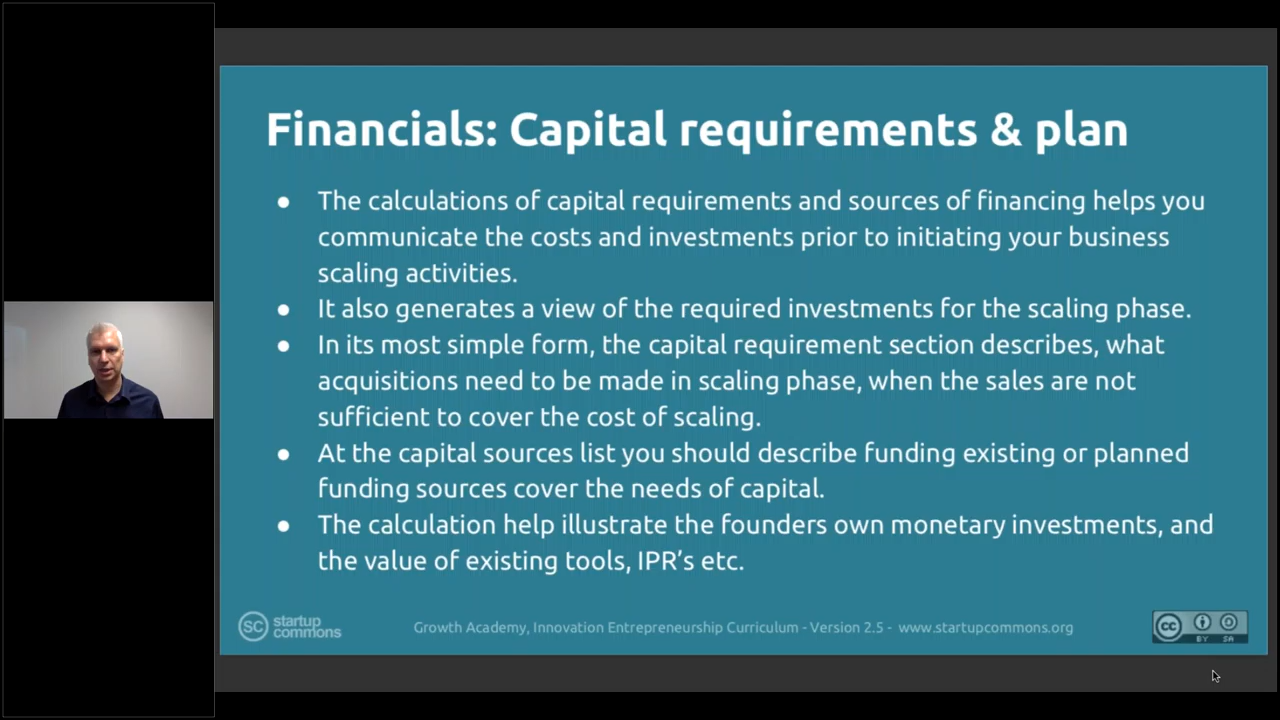 Financials: Capital requirements & plan
● The calculations of capital requirements and sources of financing helps you
communicate the costs and investments prior to initiating your business
scaling activities.
● It also generates a view of the required investments for the scaling phase.
● In its most simple form, the capital requirement section describes, what
acquisitions need to be made in scaling phase, when the sales are not
sufficient to cover the cost of scaling.
● At the capital sources list you should describe funding existing or planned
funding sources cover the needs of capital.
● The calculation help illustrate the founders own monetary investments, and
the value of existing tools, IPR’s etc.
SC startup
commons
Growth Academy, Innovation Entrepreneurship Curriculum - Version 2.5 - www.startupcommons.org
cc
BY SA